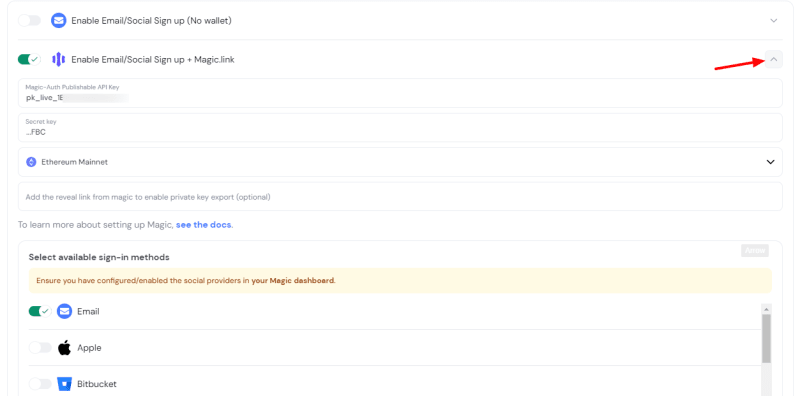 Enable Email/Social Sign up (No wallet)
Enable Email/Social Sign up + Magic.link
Magic-Auth Publishable API Key
pk_live_1E
Secret key
...FBC
Ethereum Mainnet
Add the reveal link from magic to enable private key export (optional)
To learn more about setting up Magic, see the docs.
Arrow
Select available sign-in methods
Ensure you have configured/enabled the social providers in your Magic dashboard.
Email
Apple
Bitbucket